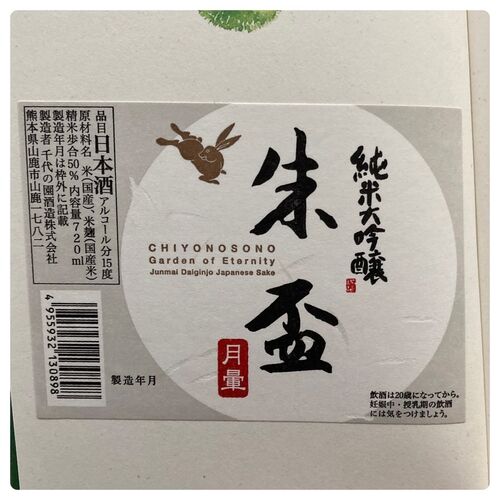 純米大吟醸
朱盃
月暈
CHIYONOSONO
Garden of Eternity
Junmai Daiginjo Japanese Sake
品目 日本酒 アルコール分15度
原材料名 米(国産)、米麹(国産米)
精米歩合50% 内容量720ml
製造年月は枠外に記載
製造者 千代の園酒造株式会社
熊本県山鹿市山鹿一七八二
4955932130898
製造年月
飲酒は20歳になってから。
妊娠中・授乳期の飲酒
には気をつけましょう。